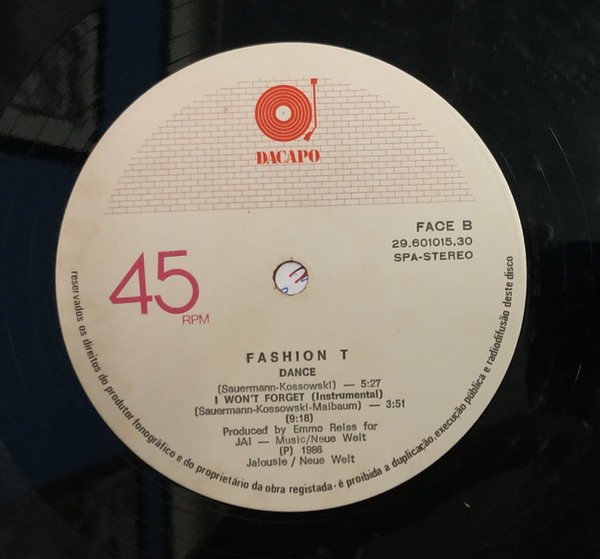 DACAPO
FACE B
29.601015.30
SPA-STEREO
45
RPM
FASHION T
DANCE
(Sauermann-Kossowski) — 5:27
I WON'T FORGET (Instrumental)
(Sauermann-Kossowski-Maibaum) — 3:51
(9:18)
Produced by Emmo Reiss for
JAI — Music/Neue Welt
(P) 1986
Jalousie / Neue Welt
reservados os direitos do produtor fonográfico e do proprietário da obra registada - é proibida a duplicação, execução pública e radiodifusão deste disco